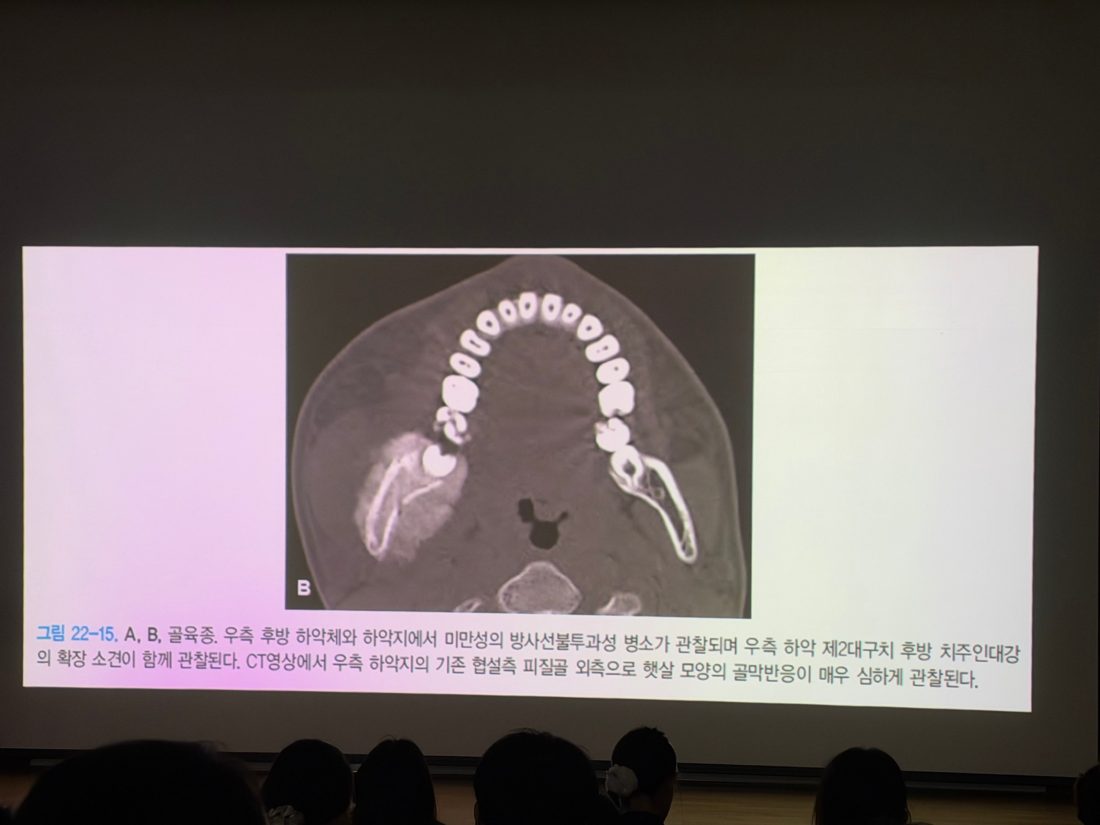 B
그림 22-15. A, B, 골육종. 우측 후방 하악체와 하악지에서 미만성의 방사선불투과성 병소가 관찰되며 우측 하악 제2대구치 후방 치주인대강
의 확장 소견이 함께 관찰된다. CT영상에서 우측 하악지의 기존 협설측 피질골 외측으로 햇살 모양의 골막반응이 매우 심하게 관찰된다.